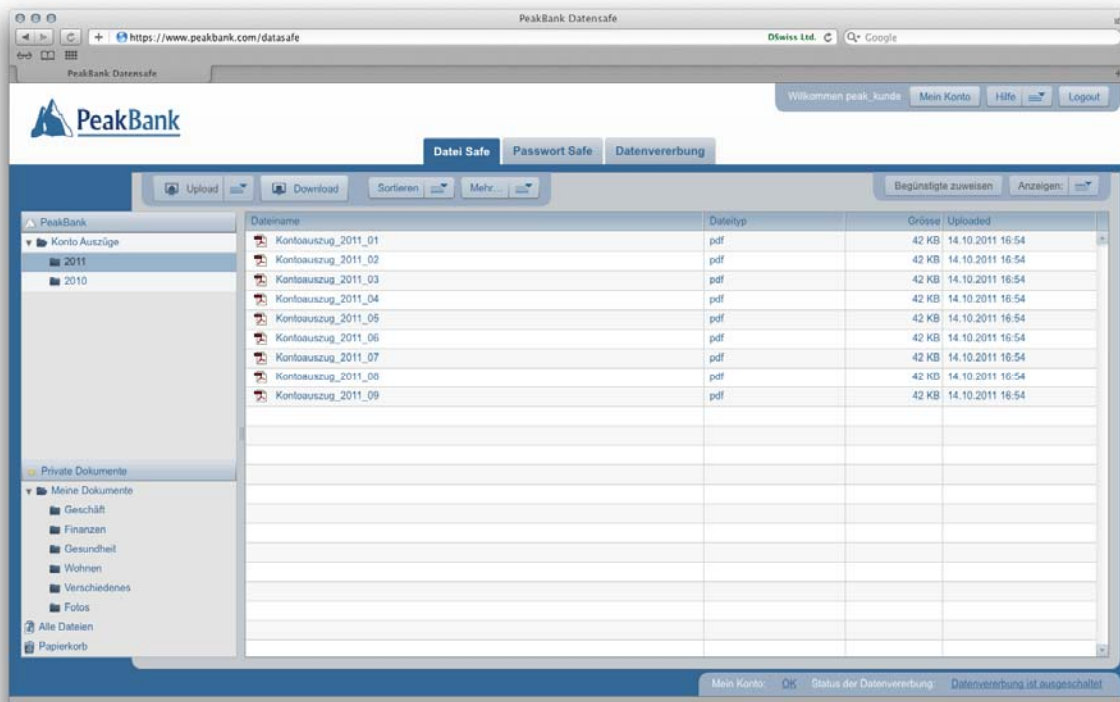 PeakBank Datensafe
https://www.peakbank.com/datasafe
DSwiss Ltd.
Google
PeakBank Datensafe
Willkommen peak_kunde
Mein Konto
Hilfe
Logout
PeakBank
Datei Safe
Passwort Safe
Datenvererbung
Upload
Download
Sortieren
Mehr...
Begünstigte zuweisen
Anzeigen:
PeakBank
Konto Auszüge
2011
2010
Dateiname Dateityp Grösse Uploaded
Kontoauszug_2011_01 pdf 42 KB 14.10.2011 16:54
Kontoauszug_2011_02 pdf 42 KB 14.10.2011 16:54
Kontoauszug_2011_03 pdf 42 KB 14.10.2011 16:54
Kontoauszug_2011_04 pdf 42 KB 14.10.2011 16:54
Kontoauszug_2011_05 pdf 42 KB 14.10.2011 16:54
Kontoauszug_2011_06 pdf 42 KB 14.10.2011 16:54
Kontoauszug_2011_07 pdf 42 KB 14.10.2011 16:54
Kontoauszug_2011_08 pdf 42 KB 14.10.2011 16:54
Kontoauszug_2011_09 pdf 42 KB 14.10.2011 16:54
Private Dokumente
Meine Dokumente
Geschäft
Finanzen
Gesundheit
Wohnen
Verschiedenes
Fotos
Alle Dateien
Papierkorb
Mein Konto: OK Status der Datenvererbung: Datenvererbung ist ausgeschaltet